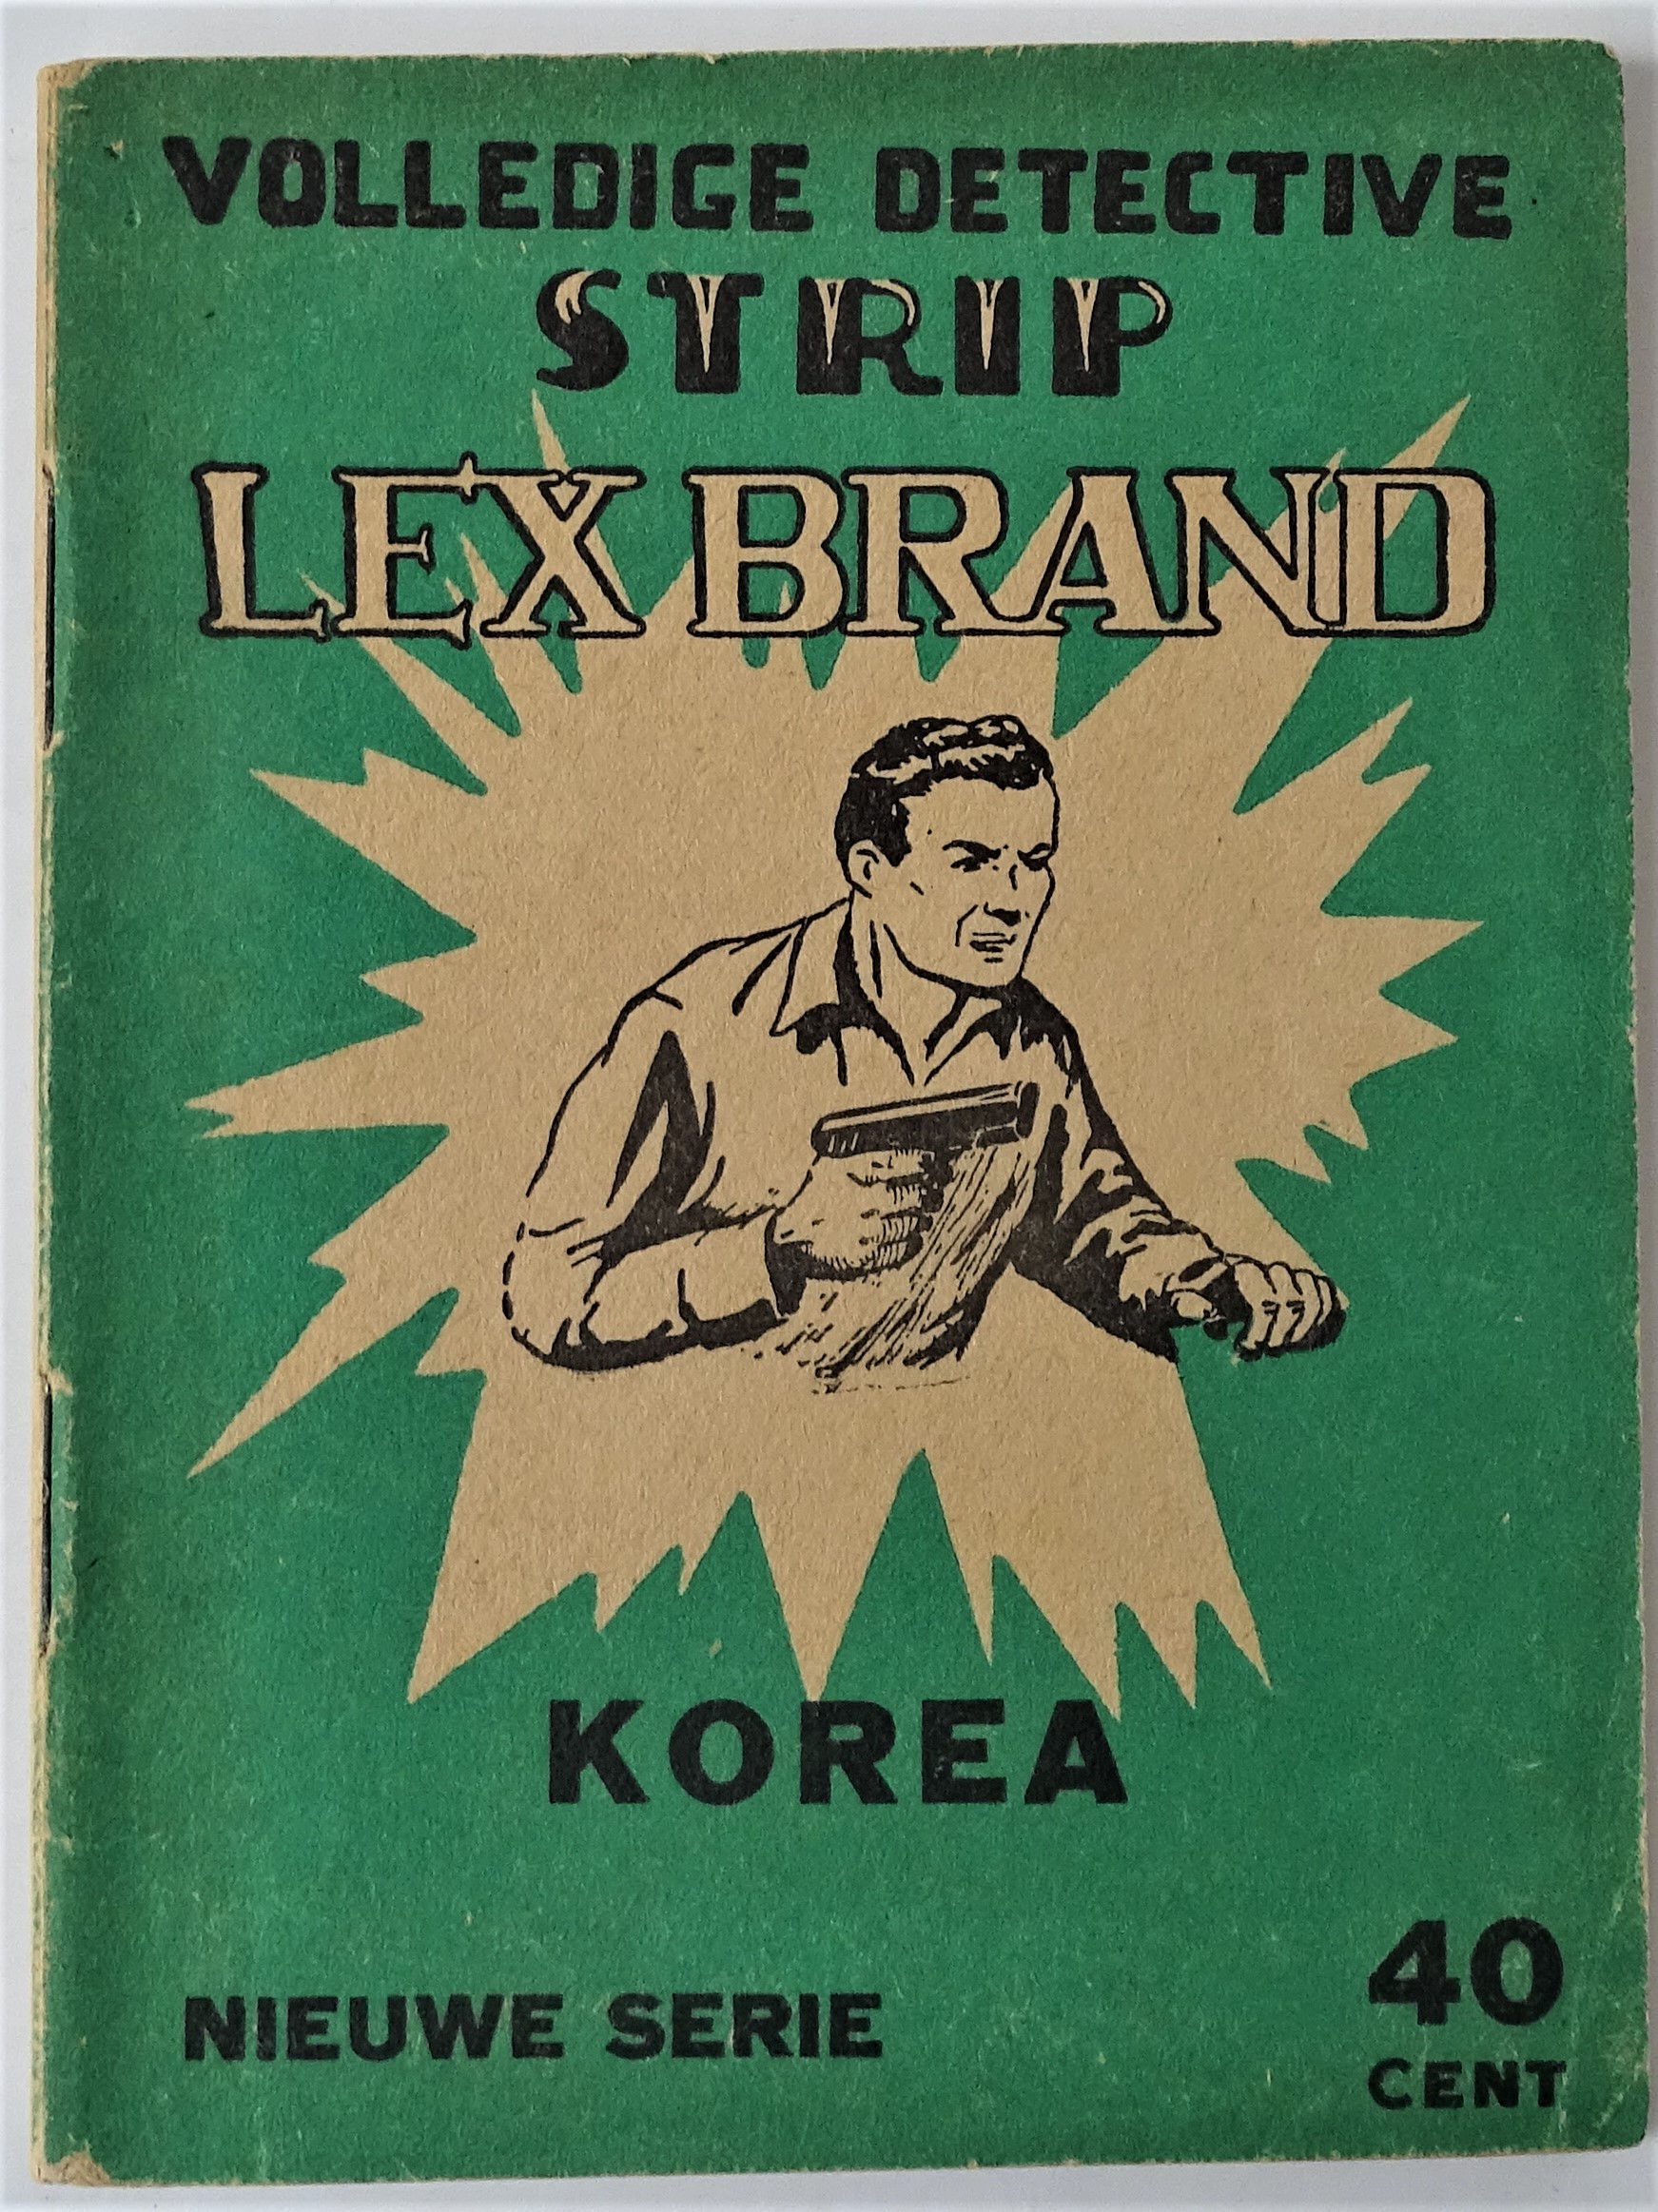 VOLLEDIGE DETECTIVE
STRIP
LEX BRAND
KOREA
NIEUWE SERIE
40
CENT